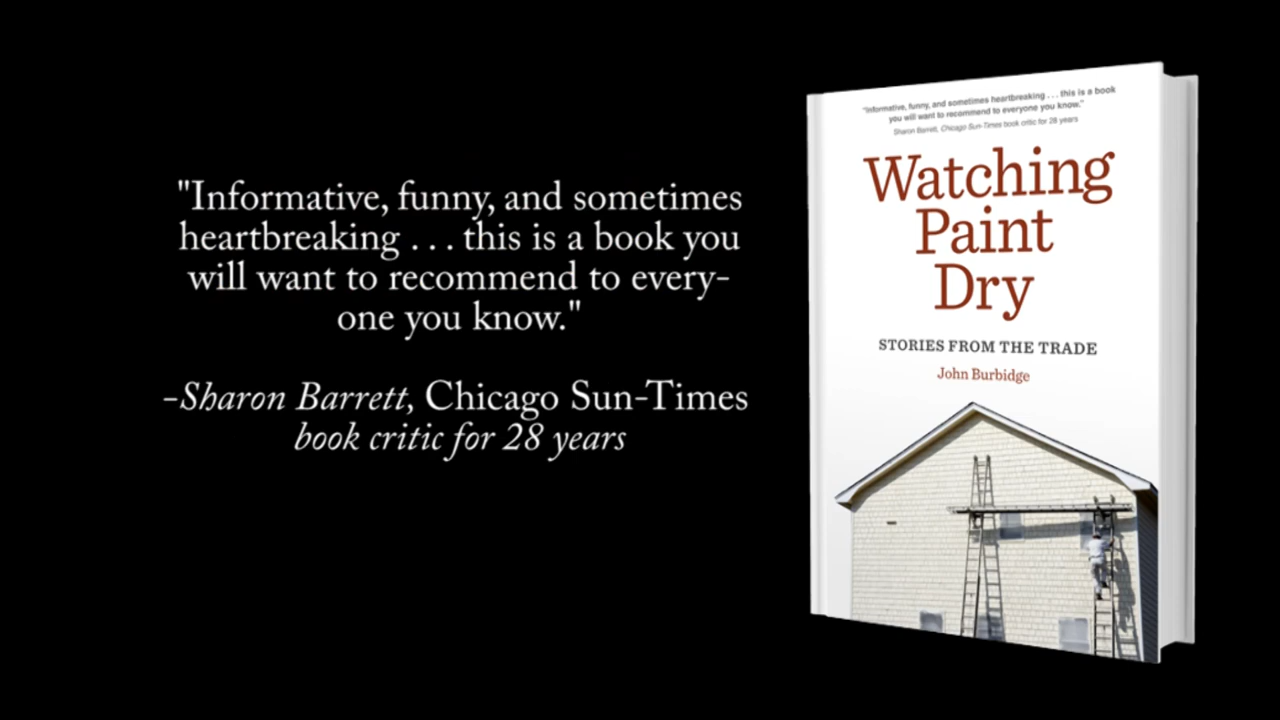 "Informative, funny, and sometimes
heartbreaking . . . this is a book you
will want to recommend to every-
one you know."
-Sharon Barrett, Chicago Sun-Times
book critic for 28 years
"Informative, funny, and sometimes heartbreaking . . . this is a book
you will want to recommend to everyone you know."
Sharon Barrett, Chicago Sun-Times book critic for 28 years
Watching
Paint
Dry
STORIES FROM THE TRADE
John Burbidge